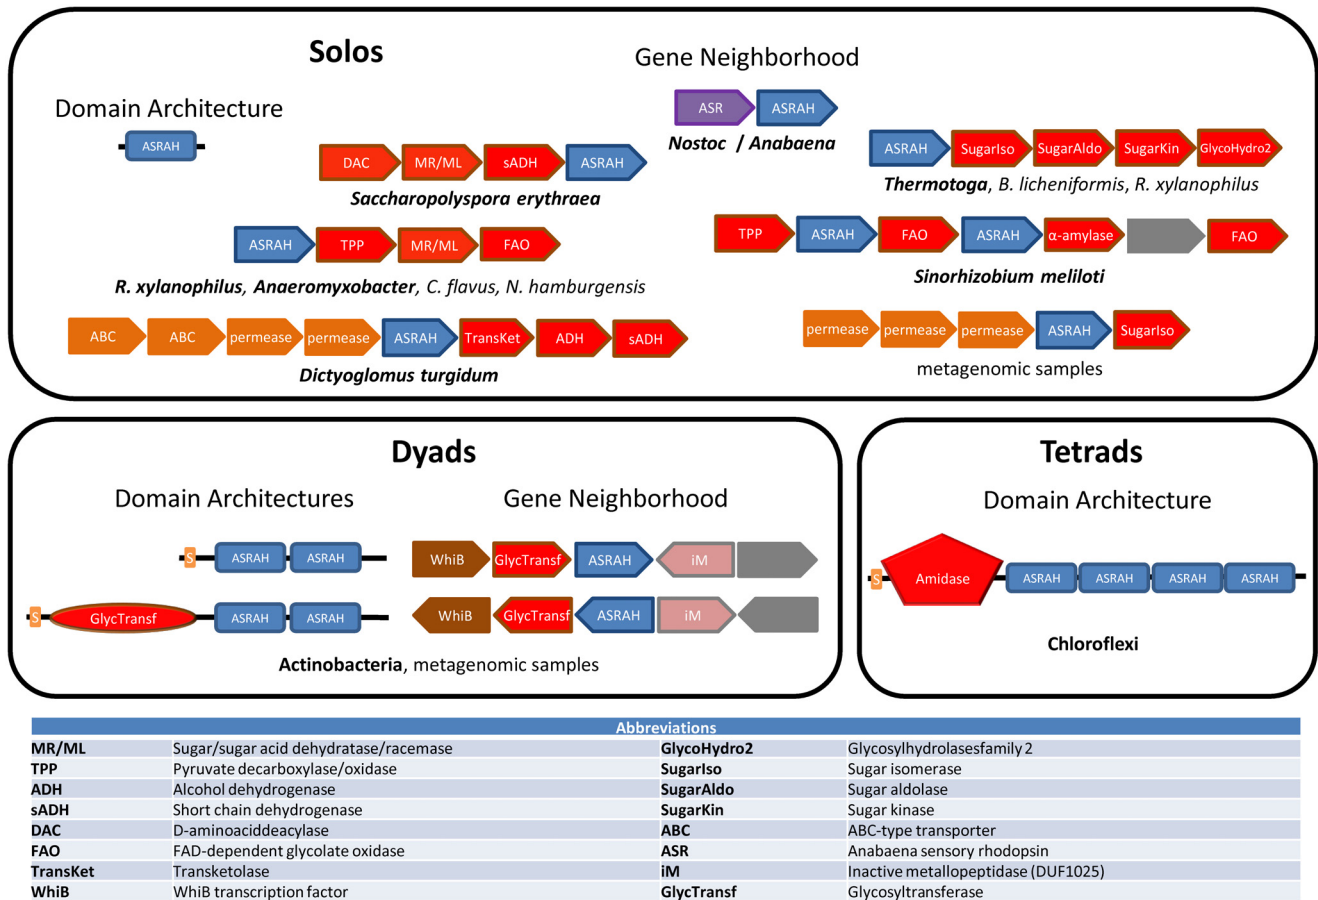 Solos
Gene Neighborhood
Domain Architecture
ASRAH
ASR ASRAH
Nostoc / Anabaena
DAC MR/ML sADH ASRAH
Saccharopolyspora erythraea
ASRAH SugarIso SugarAldo SugarKin GlycoHydro2
Thermotoga, B. licheniformis, R. xylanophilus
ASRAH TPP MR/ML FAO
R. xylanophilus, Anaeromyxobacter, C. flavus, N. hamburgensis
TPP ASRAH FAO ASRAH α-amylase FAO
Sinorhizobium meliloti
ABC ABC permease permease ASRAH TransKet ADH sADH
Dictyoglomus turgidum
permease permease permease ASRAH SugarIso
metagenomic samples
Dyads
Domain Architectures
Gene Neighborhood
S ASRAH ASRAH
WhiB GlycTransf ASRAH iM
S GlycTransf ASRAH ASRAH
WhiB GlycTransf ASRAH iM
Actinobacteria, metagenomic samples
Tetrads
Domain Architecture
S Amidase ASRAH ASRAH ASRAH ASRAH
Chloroflexi
Abbreviations
MR/ML Sugar/sugar acid dehydratase/racemase GlycoHydro2 Glycosylhydrolasesfamily 2
TPP Pyruvate decarboxylase/oxidase SugarIso Sugar isomerase
ADH Alcohol dehydrogenase SugarAldo Sugar aldolase
sADH Short chain dehydrogenase SugarKin Sugar kinase
DAC D-aminoaciddeacylase ABC ABC-type transporter
FAO FAD-dependent glycolate oxidase ASR Anabaena sensory rhodopsin
TransKet Transketolase iM Inactive metallopeptidase (DUF1025)
WhiB WhiB transcription factor GlycTransf Glycosyltransferase